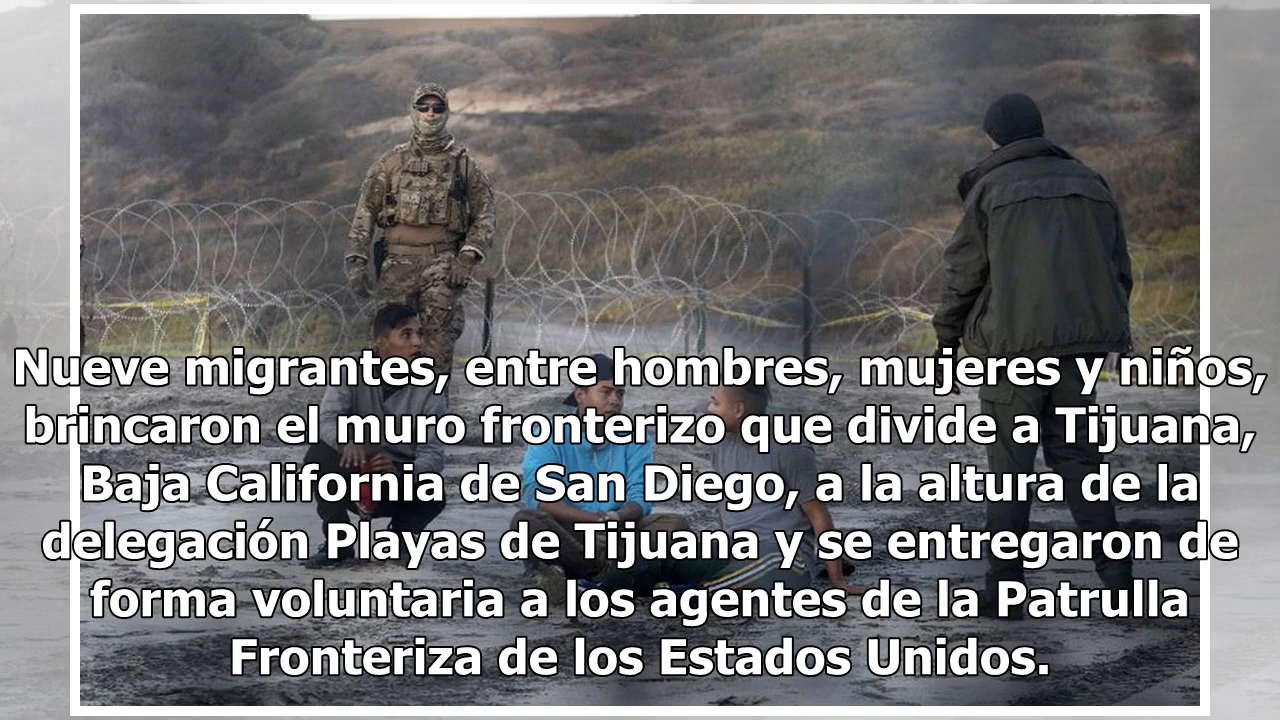 Nueve migrantes, entre hombres, mujeres y niños,
brincaron el muro fronterizo que divide a Tijuana,
Baja California de San Diego, a la altura de la
delegación Playas de Tijuana y se entregaron de
forma voluntaria a los agentes de la Patrulla
Fronteriza de los Estados Unidos.